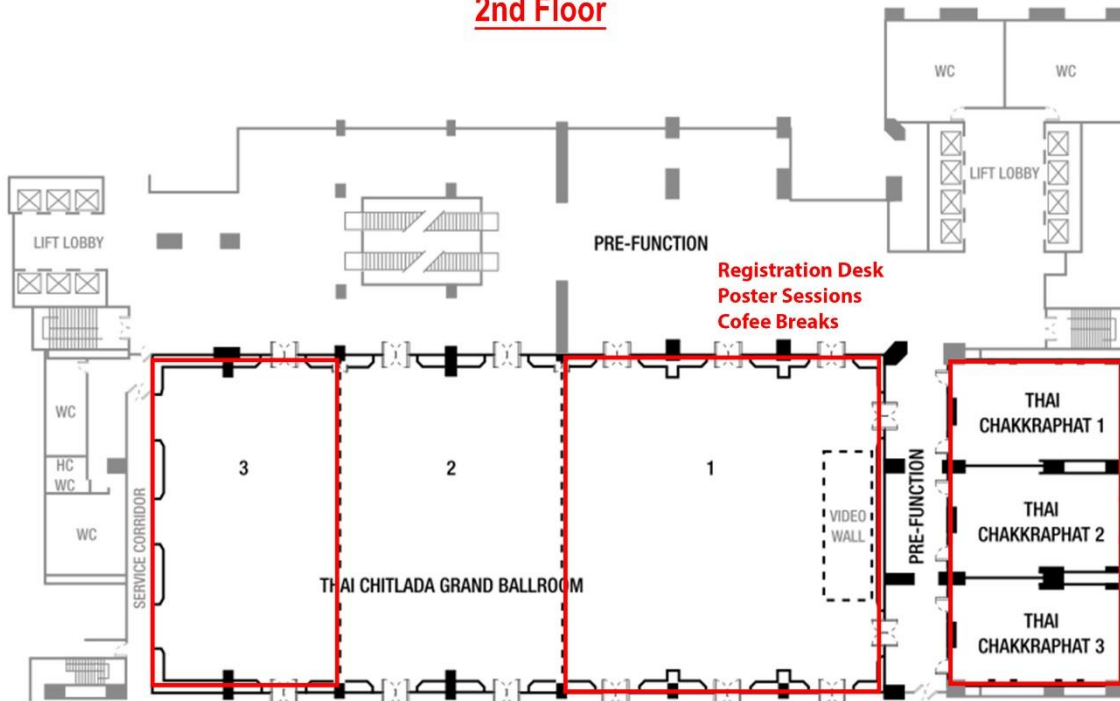 2nd Floor
WC
WC
LIFT LOBBY
LIFT LOBBY
PRE-FUNCTION
Registration Desk
Poster Sessions
Cofee Breaks
WC
HC
WC
WC
SERVICE CORRIDOR
3
2
1
VIDEO
WALL
THAI CHITLADA GRAND BALLROOM
PRE-FUNCTION
THAI
CHAKKRAPHAT 1
THAI
CHAKKRAPHAT 2
THAI
CHAKKRAPHAT 3